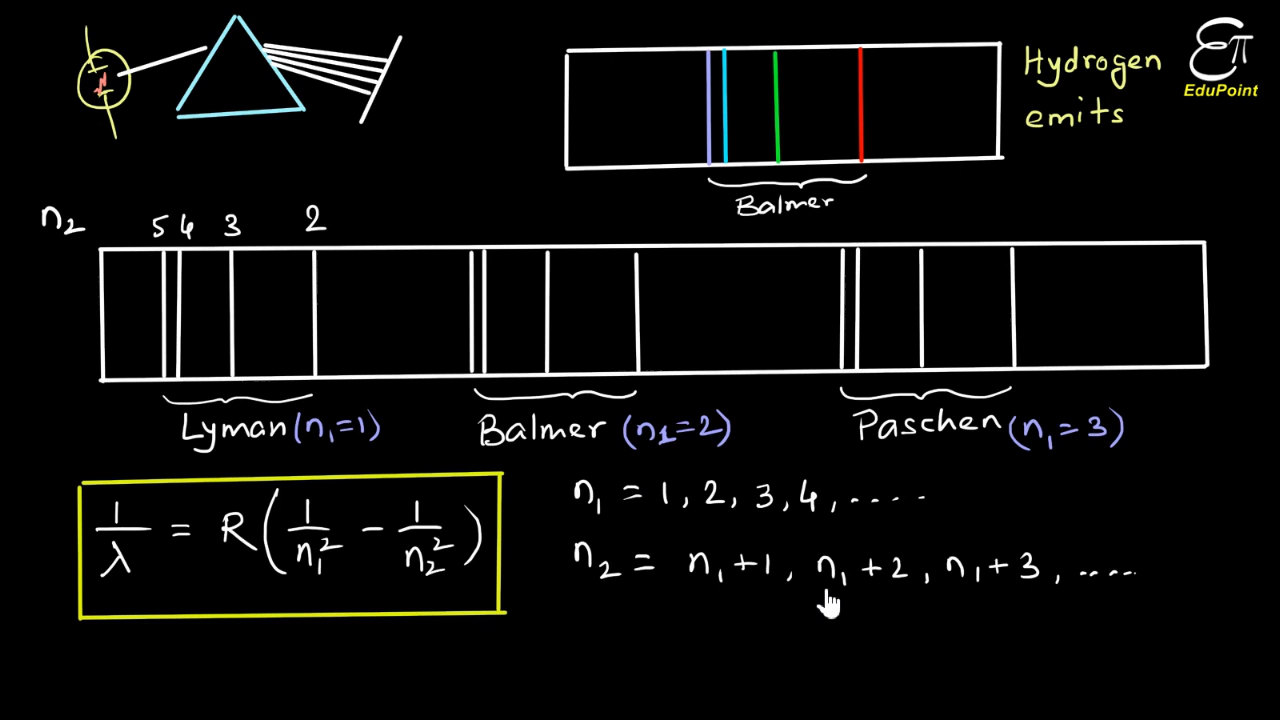 Hydrogen
emits
επ
EduPoint
Balmer
n₂ 5 4 3 2
Lyman (n₁=1) Balmer (n₁=2) Paschen (n₁=3)
1/λ = R(1/n₁² − 1/n₂²)
n₁ = 1, 2, 3, 4, .....
n₂ = n₁+1, n₁+2, n₁+3, .....